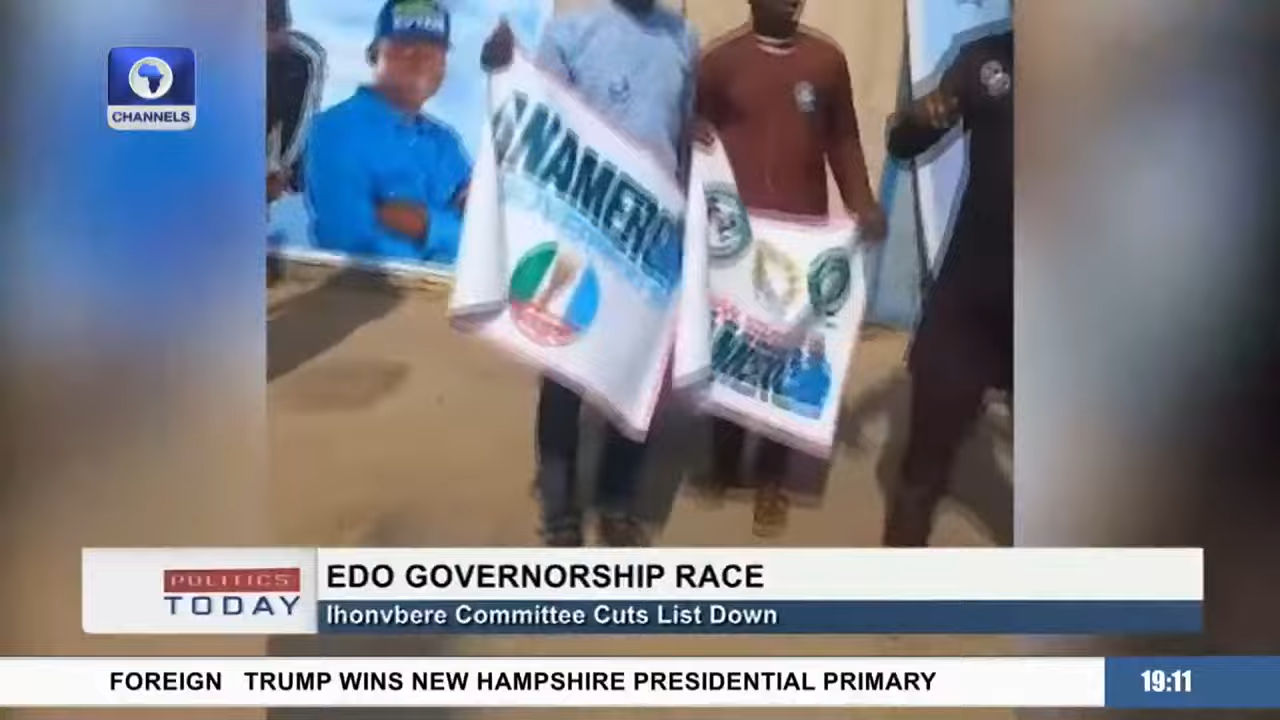 CHANNELS
POLITICS
TODAY
EDO GOVERNORSHIP RACE
Ihonvbere Committee Cuts List Down
FOREIGN TRUMP WINS NEW HAMPSHIRE PRESIDENTIAL PRIMARY
19:11